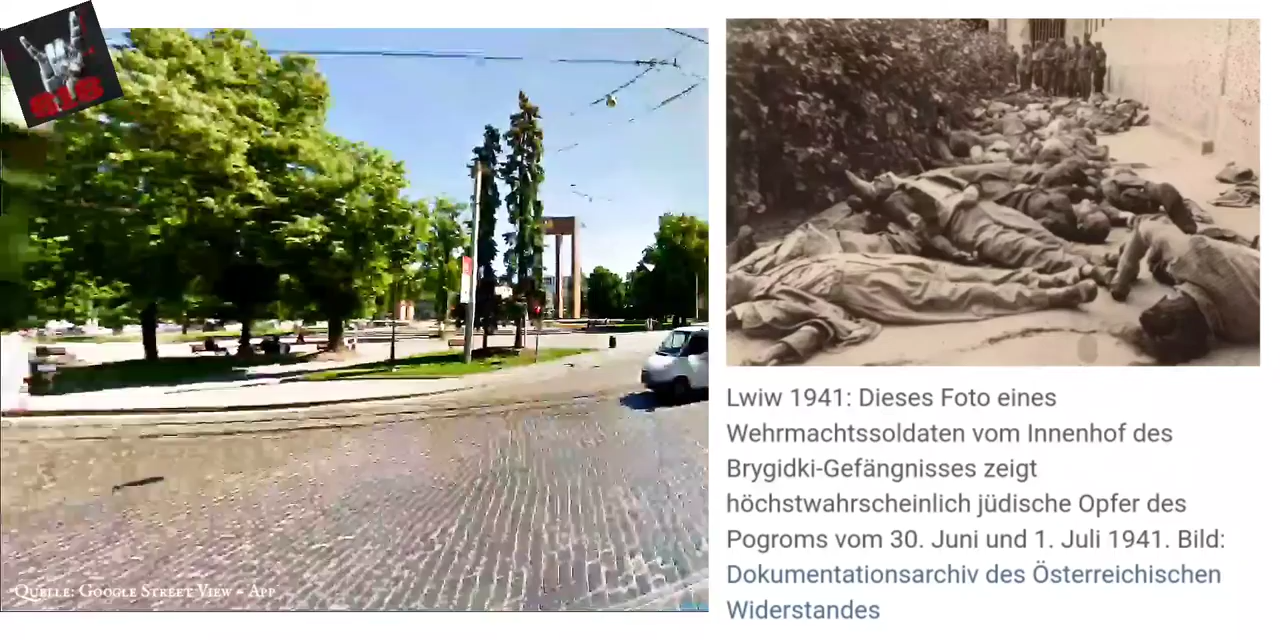 S18
Lwiw 1941: Dieses Foto eines
Wehrmachtssoldaten vom Innenhof des
Brygidki-Gefängnisses zeigt
höchstwahrscheinlich jüdische Opfer des
Pogroms vom 30. Juni und 1. Juli 1941. Bild:
Dokumentationsarchiv des Österreichischen
Widerstandes
Quelle: Google Street View - App